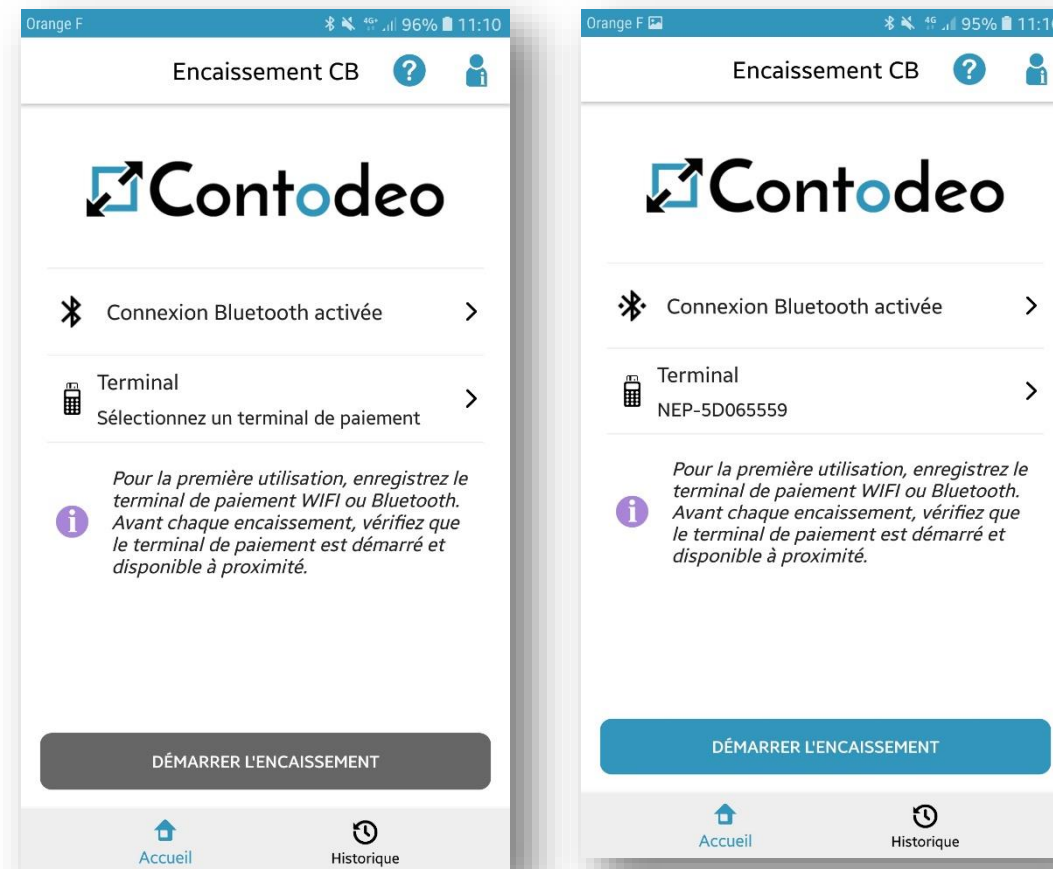 Orange F 4G+ 96% 11:10
Encaissement CB ?
Contodeo
Connexion Bluetooth activée
Terminal
Sélectionnez un terminal de paiement
Pour la première utilisation, enregistrez le
terminal de paiement WIFI ou Bluetooth.
Avant chaque encaissement, vérifiez que
le terminal de paiement est démarré et
disponible à proximité.
DÉMARRER L'ENCAISSEMENT
Accueil Historique
Orange F 4G 95% 11:10
Encaissement CB ?
Contodeo
Connexion Bluetooth activée
Terminal
NEP-5D065559
Pour la première utilisation, enregistrez le
terminal de paiement WIFI ou Bluetooth.
Avant chaque encaissement, vérifiez que
le terminal de paiement est démarré et
disponible à proximité.
DÉMARRER L'ENCAISSEMENT
Accueil Historique